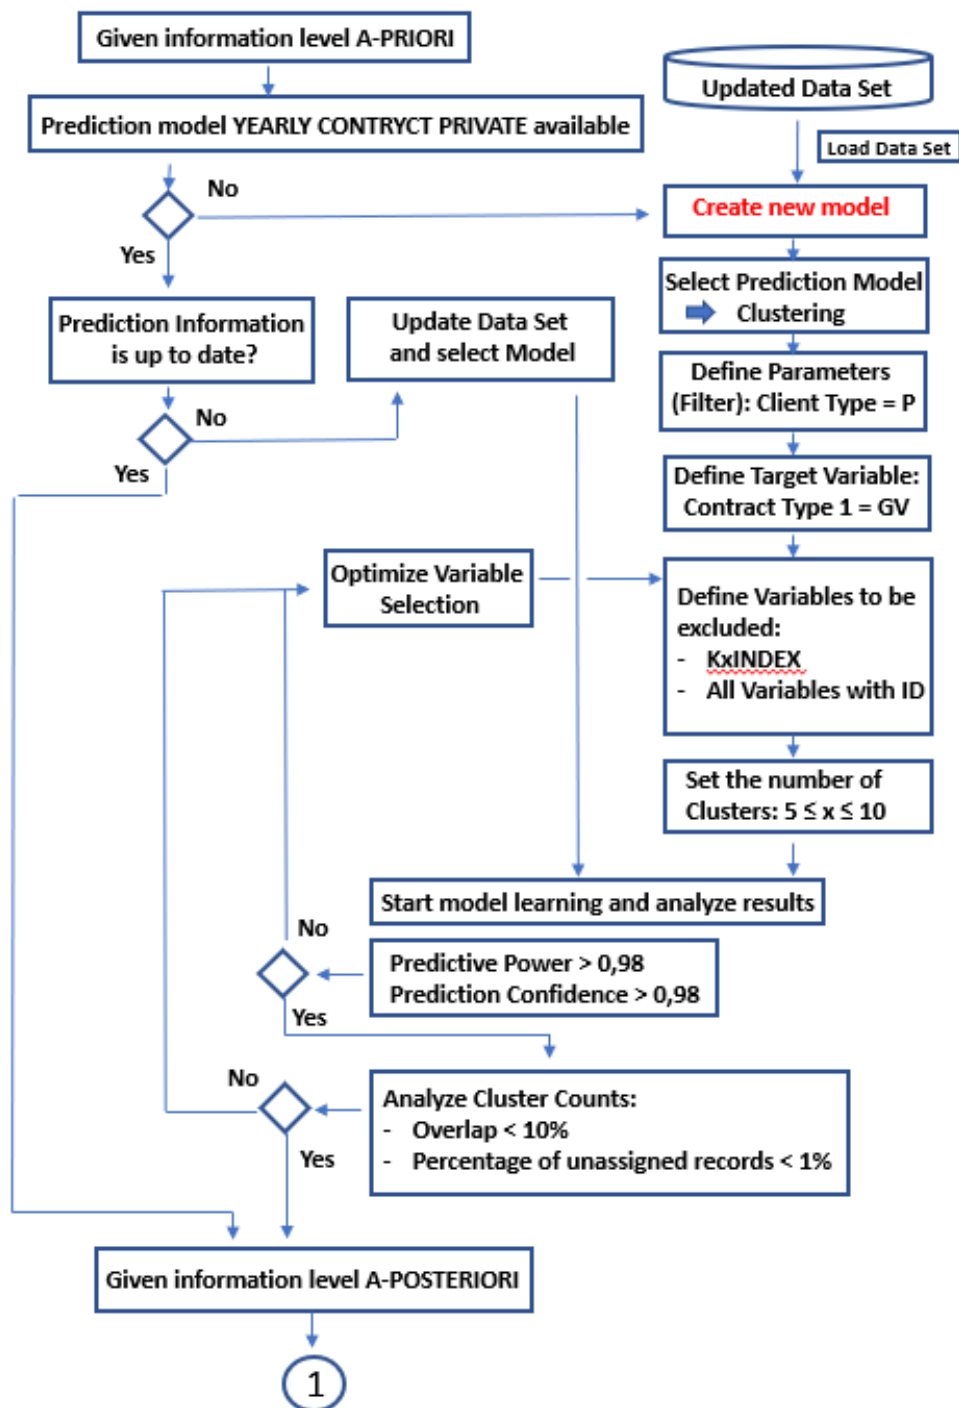 Given information level A-PRIORI
Updated Data Set
Prediction model YEARLY CONTRYCT PRIVATE available
Load Data Set
No
Create new model
Yes
Select Prediction Model
Clustering
Prediction Information
is up to date?
Update Data Set
and select Model
Define Parameters
(Filter): Client Type = P
No
Yes
Define Target Variable:
Contract Type 1 = GV
Optimize Variable
Selection
Define Variables to be
excluded:
- KxINDEX
- All Variables with ID
Set the number of
Clusters: 5 ≤ x ≤ 10
Start model learning and analyze results
No
Predictive Power > 0,98
Prediction Confidence > 0,98
Yes
No
Analyze Cluster Counts:
- Overlap < 10%
- Percentage of unassigned records < 1%
Yes
Given information level A-POSTERIORI
1